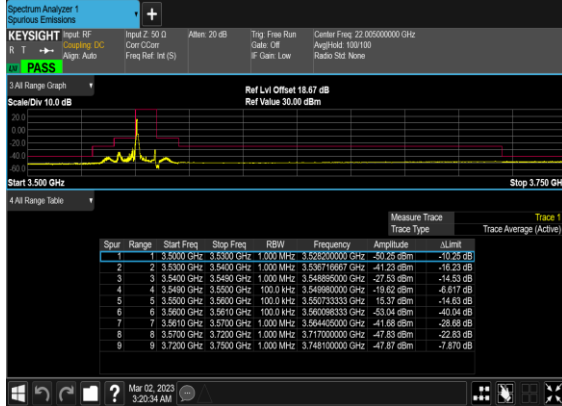 Spectrum Analyzer 1
Spurious Emissions
KEYSIGHT Input: RF Input Z: 50 Ω Atten: 20 dB Trig: Free Run Center Freq: 22.005000000 GHz
R T Coupling: DC Corr CCorr Gate: Off Avg|Hold: 100/100
Align: Auto Freq Ref: Int (S) IF Gain: Low Radio Std: None
PASS
3 All Range Graph
Ref Lvl Offset 18.67 dB
Scale/Div 10.0 dB Ref Value 30.00 dBm
20.0
0.00
-20.0
-40.0
-60.0
Start 3.500 GHz Stop 3.750 GH
4 All Range Table
Measure Trace Trace 1
Trace Type Trace Average (Active)
Spur Range Start Freq Stop Freq RBW Frequency Amplitude ΔLimit
1 1 3.5000 GHz 3.5300 GHz 1.000 MHz 3.528200000 GHz -50.25 dBm -10.25 dB
2 2 3.5300 GHz 3.5400 GHz 1.000 MHz 3.536716667 GHz -41.23 dBm -16.23 dB
3 3 3.5400 GHz 3.5490 GHz 1.000 MHz 3.548895000 GHz -27.53 dBm -14.53 dB
4 4 3.5490 GHz 3.5500 GHz 100.0 kHz 3.549980000 GHz -19.62 dBm -6.617 dB
5 5 3.5500 GHz 3.5600 GHz 100.0 kHz 3.550733333 GHz 15.37 dBm -14.63 dB
6 6 3.5600 GHz 3.5610 GHz 100.0 kHz 3.560098333 GHz -53.04 dBm -40.04 dB
7 7 3.5610 GHz 3.5700 GHz 1.000 MHz 3.564405000 GHz -41.68 dBm -28.68 dB
8 8 3.5700 GHz 3.7200 GHz 1.000 MHz 3.717000000 GHz -47.83 dBm -22.83 dB
9 9 3.7200 GHz 3.7500 GHz 1.000 MHz 3.748100000 GHz -47.87 dBm -7.870 dB
Mar 02, 2023
3:20:34 AM